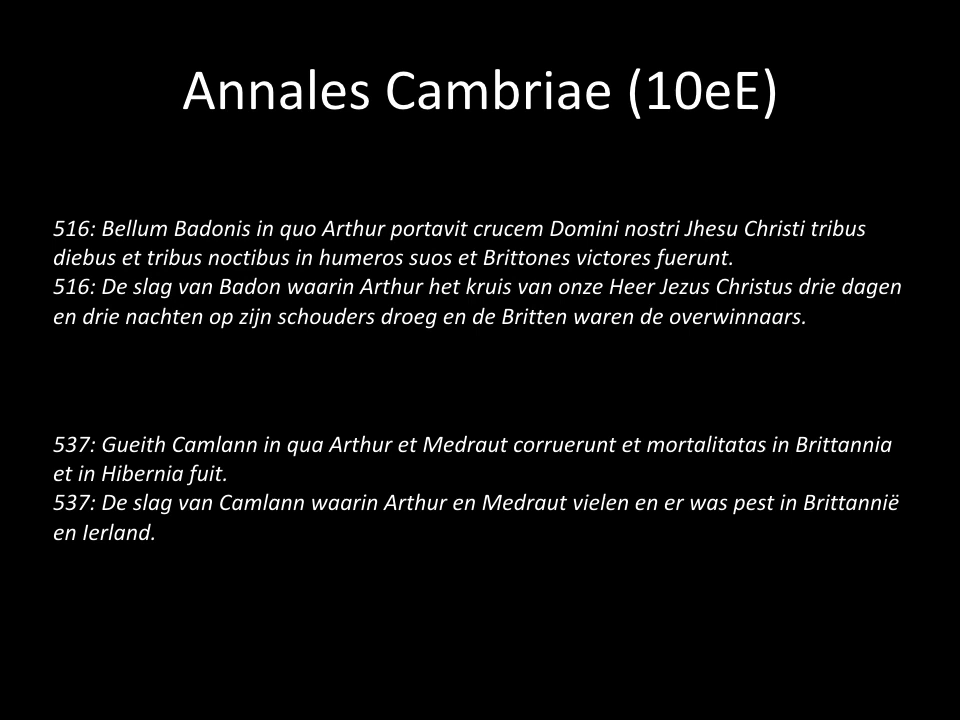 Annales Cambriae (10eE)
516: Bellum Badonis in quo Arthur portavit crucem Domini nostri Jhesu Christi tribus
diebus et tribus noctibus in humeros suos et Brittones victores fuerunt.
516: De slag van Badon waarin Arthur het kruis van onze Heer Jezus Christus drie dagen
en drie nachten op zijn schouders droeg en de Britten waren de overwinnaars.
537: Gueith Camlann in qua Arthur et Medraut corruerunt et mortalitatas in Brittannia
et in Hibernia fuit.
537: De slag van Camlann waarin Arthur en Medraut vielen en er was pest in Brittannië
en Ierland.